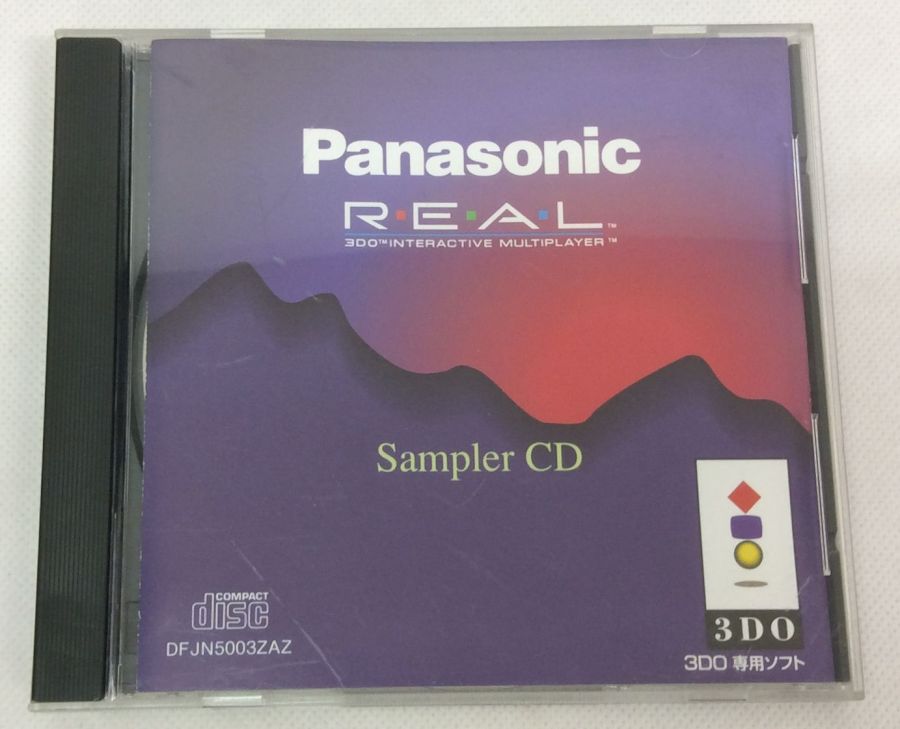 Panasonic
R·E·A·L™
3DO™ INTERACTIVE MULTIPLAYER™
Sampler CD
COMPACT
disc
DFJN5003ZAZ
3DO
3DO 専用ソフト